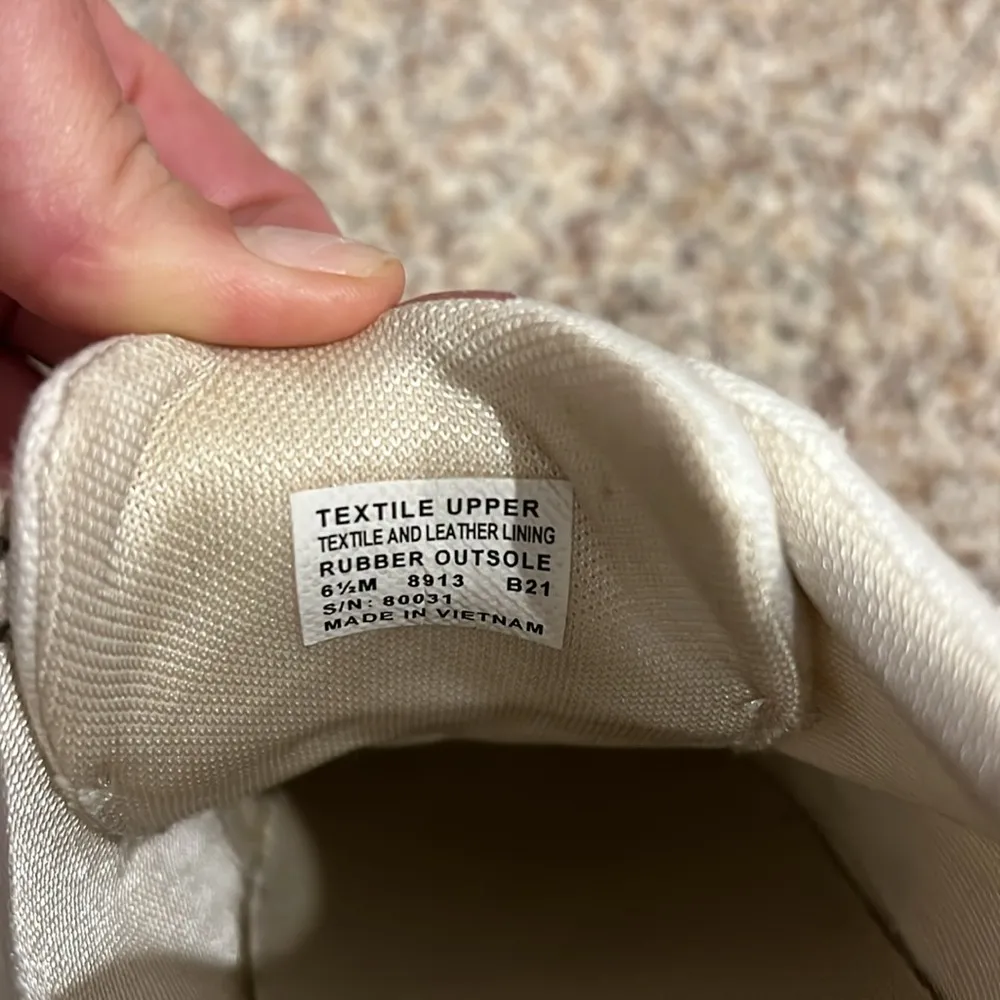 TEXTILE UPPER
TEXTILE AND LEATHER LINING
RUBBER OUTSOLE
6½M 8913 B21
S/N: 80031
MADE IN VIETNAM